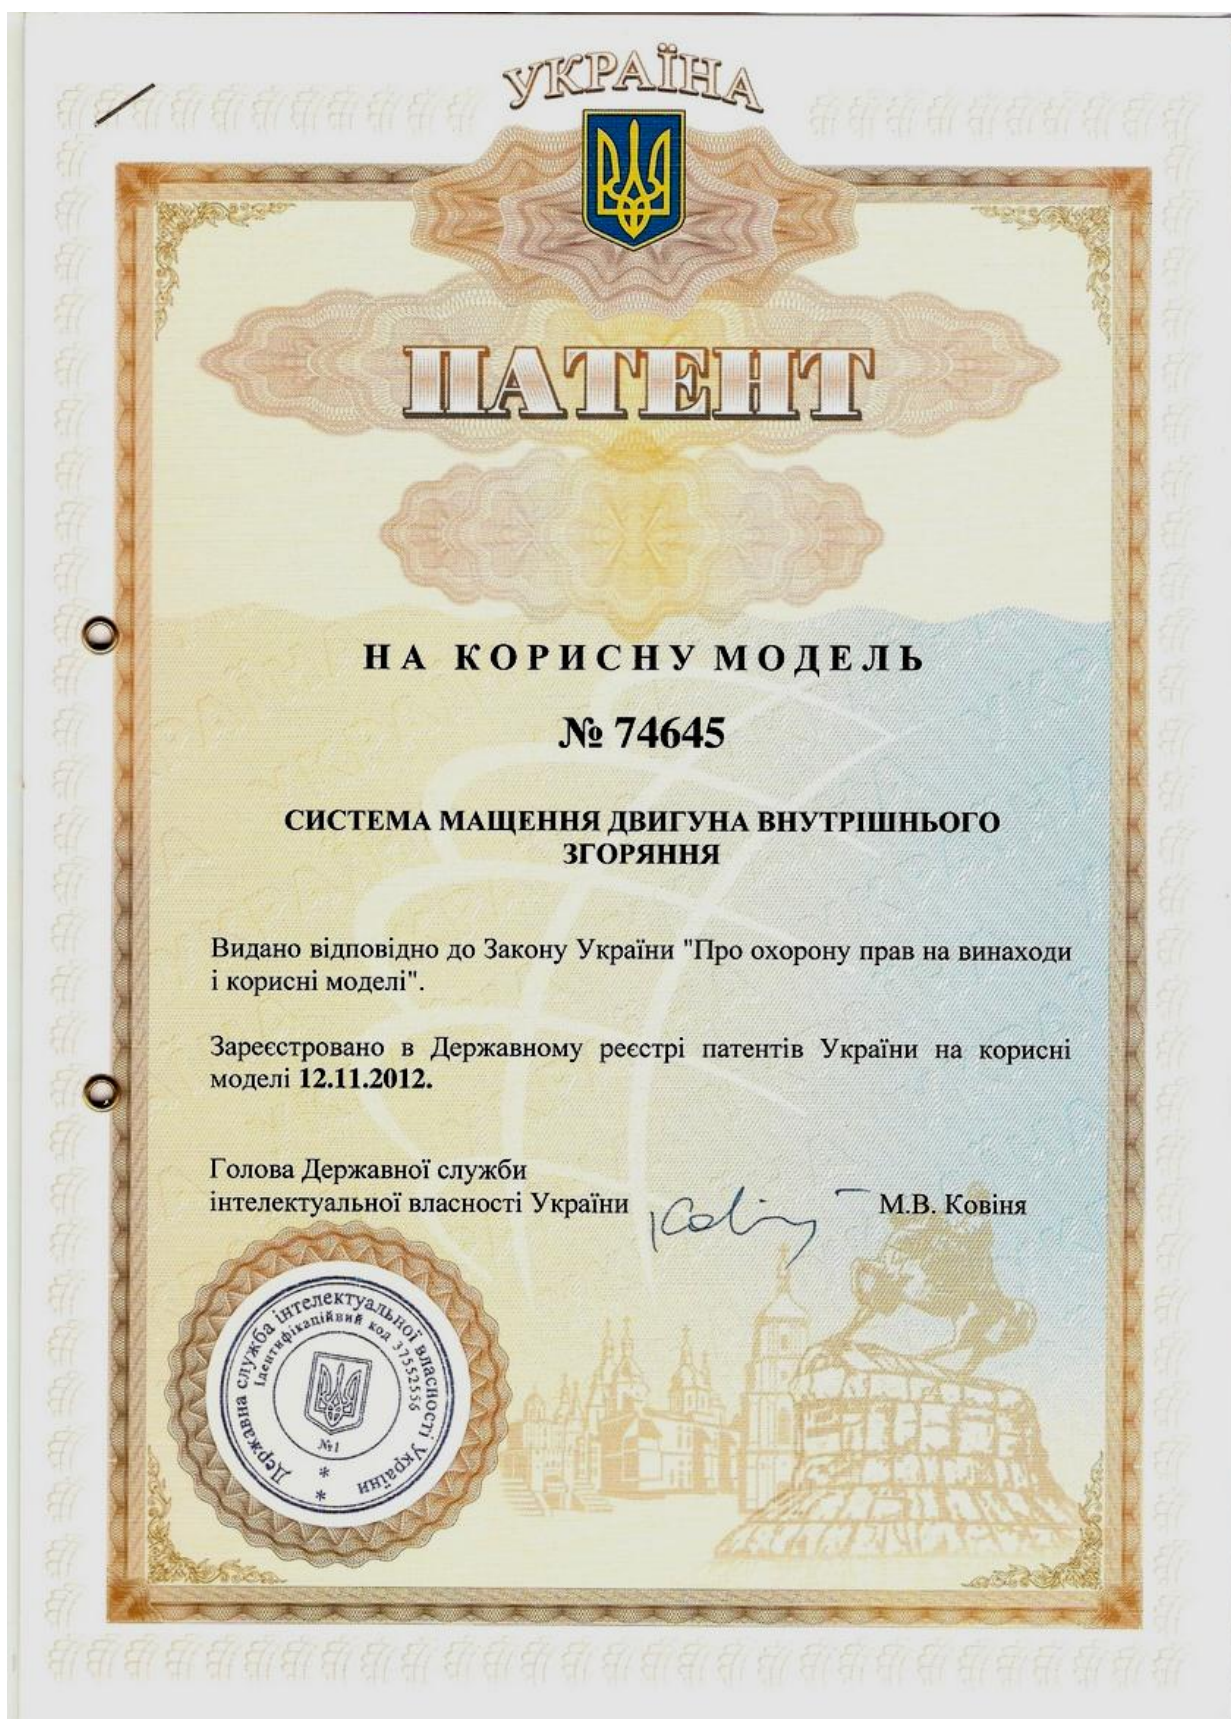 УКРАЇНА
ПАТЕНТ
НА КОРИСНУ МОДЕЛЬ
№ 74645
СИСТЕМА МАЩЕННЯ ДВИГУНА ВНУТРІШНЬОГО
ЗГОРЯННЯ
Видано відповідно до Закону України "Про охорону прав на винаходи
і корисні моделі".
Зареєстровано в Державному реєстрі патентів України на корисні
моделі 12.11.2012.
Голова Державної служби
інтелектуальної власності України
М.В. Ковіня
Державна служба інтелектуальної власності України
Ідентифікаційний код 37552556
№1